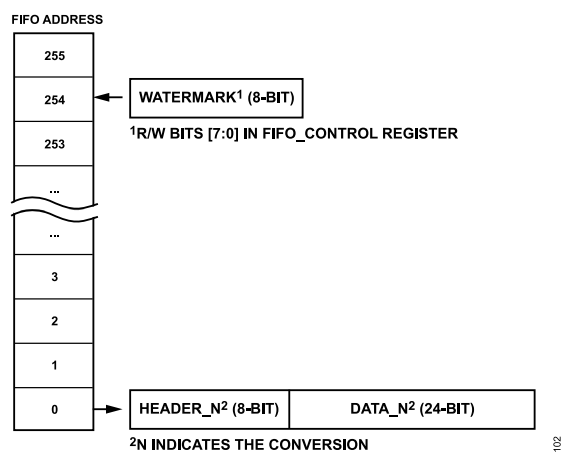 FIFO ADDRESS
255
254
WATERMARK¹ (8-BIT)
¹R/W BITS [7:0] IN FIFO_CONTROL REGISTER
253
...
...
3
2
1
0
HEADER_N² (8-BIT)
DATA_N² (24-BIT)
²N INDICATES THE CONVERSION
102